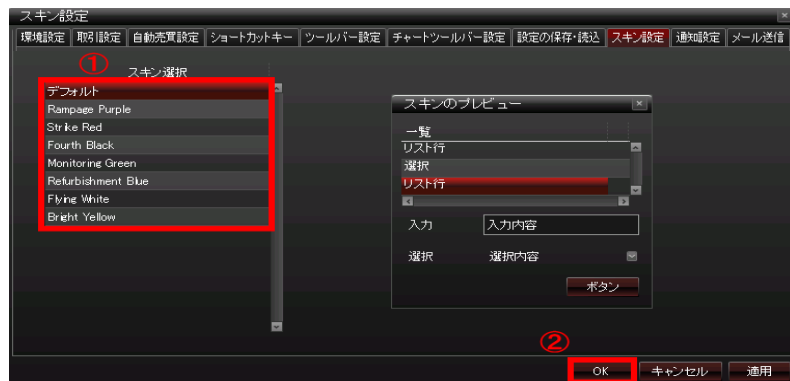 スキン設定
環境設定 取引設定 自動売買設定 ショートカットキー ツールバー設定 チャートツールバー設定 設定の保存・読込 スキン設定 通知設定 メール送信
①
スキン選択
デフォルト
Rampage Purple
Strike Red
Fourth Black
Monitoring Green
Refurbishment Blue
Flying White
Bright Yellow
スキンのプレビュー
一覧
リスト行
選択
リスト行
入力 入力内容
選択 選択内容
ボタン
②
OK キャンセル 適用